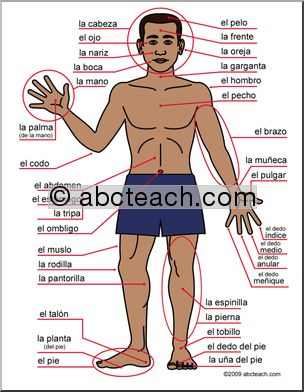 la cabeza
el ojo
la nariz
la boca
la mano
la palma
(de la mano)
el codo
el abdomen
la tripa
el ombligo
el muslo
la rodilla
la pantorilla
el talón
la planta
(del pie)
el pie
el pelo
la frente
la oreja
la garganta
el hombro
el pecho
el brazo
la muñeca
el pulgar
el dedo
índice
el dedo
medio
el dedo
anular
el dedo
meñique
la espinilla
la pierna
el tobillo
el dedo del pie
la uña del pie
© abcteach.com
©2009 abcteach.com